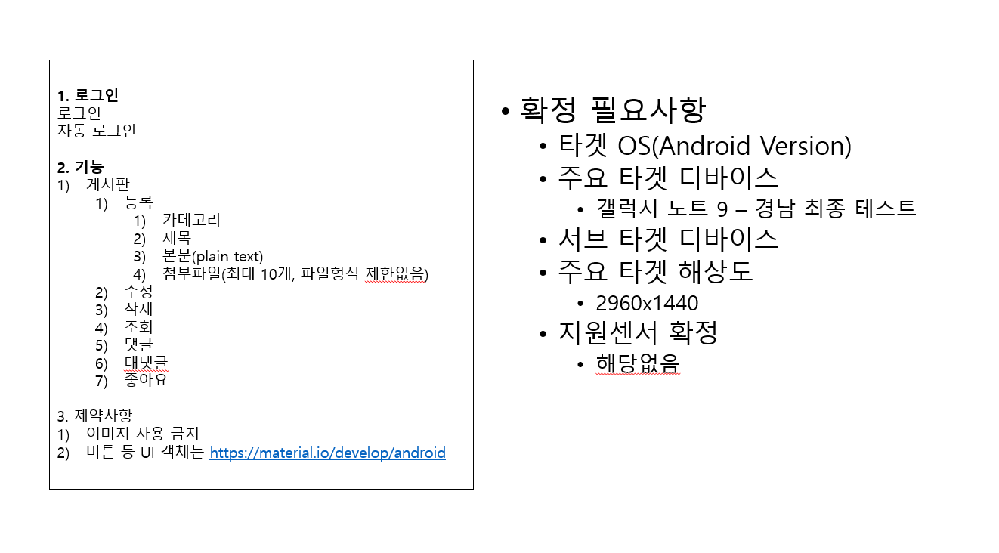 1. 로그인
로그인
자동 로그인
2. 기능
1) 게시판
1) 등록
1) 카테고리
2) 제목
3) 본문(plain text)
4) 첨부파일(최대 10개, 파일형식 제한없음)
2) 수정
3) 삭제
4) 조회
5) 댓글
6) 대댓글
7) 좋아요
3. 제약사항
1) 이미지 사용 금지
2) 버튼 등 UI 객체는 https://material.io/develop/android
• 확정 필요사항
• 타겟 OS(Android Version)
• 주요 타겟 디바이스
• 갤럭시 노트 9 – 경남 최종 테스트
• 서브 타겟 디바이스
• 주요 타겟 해상도
• 2960x1440
• 지원센서 확정
• 해당없음